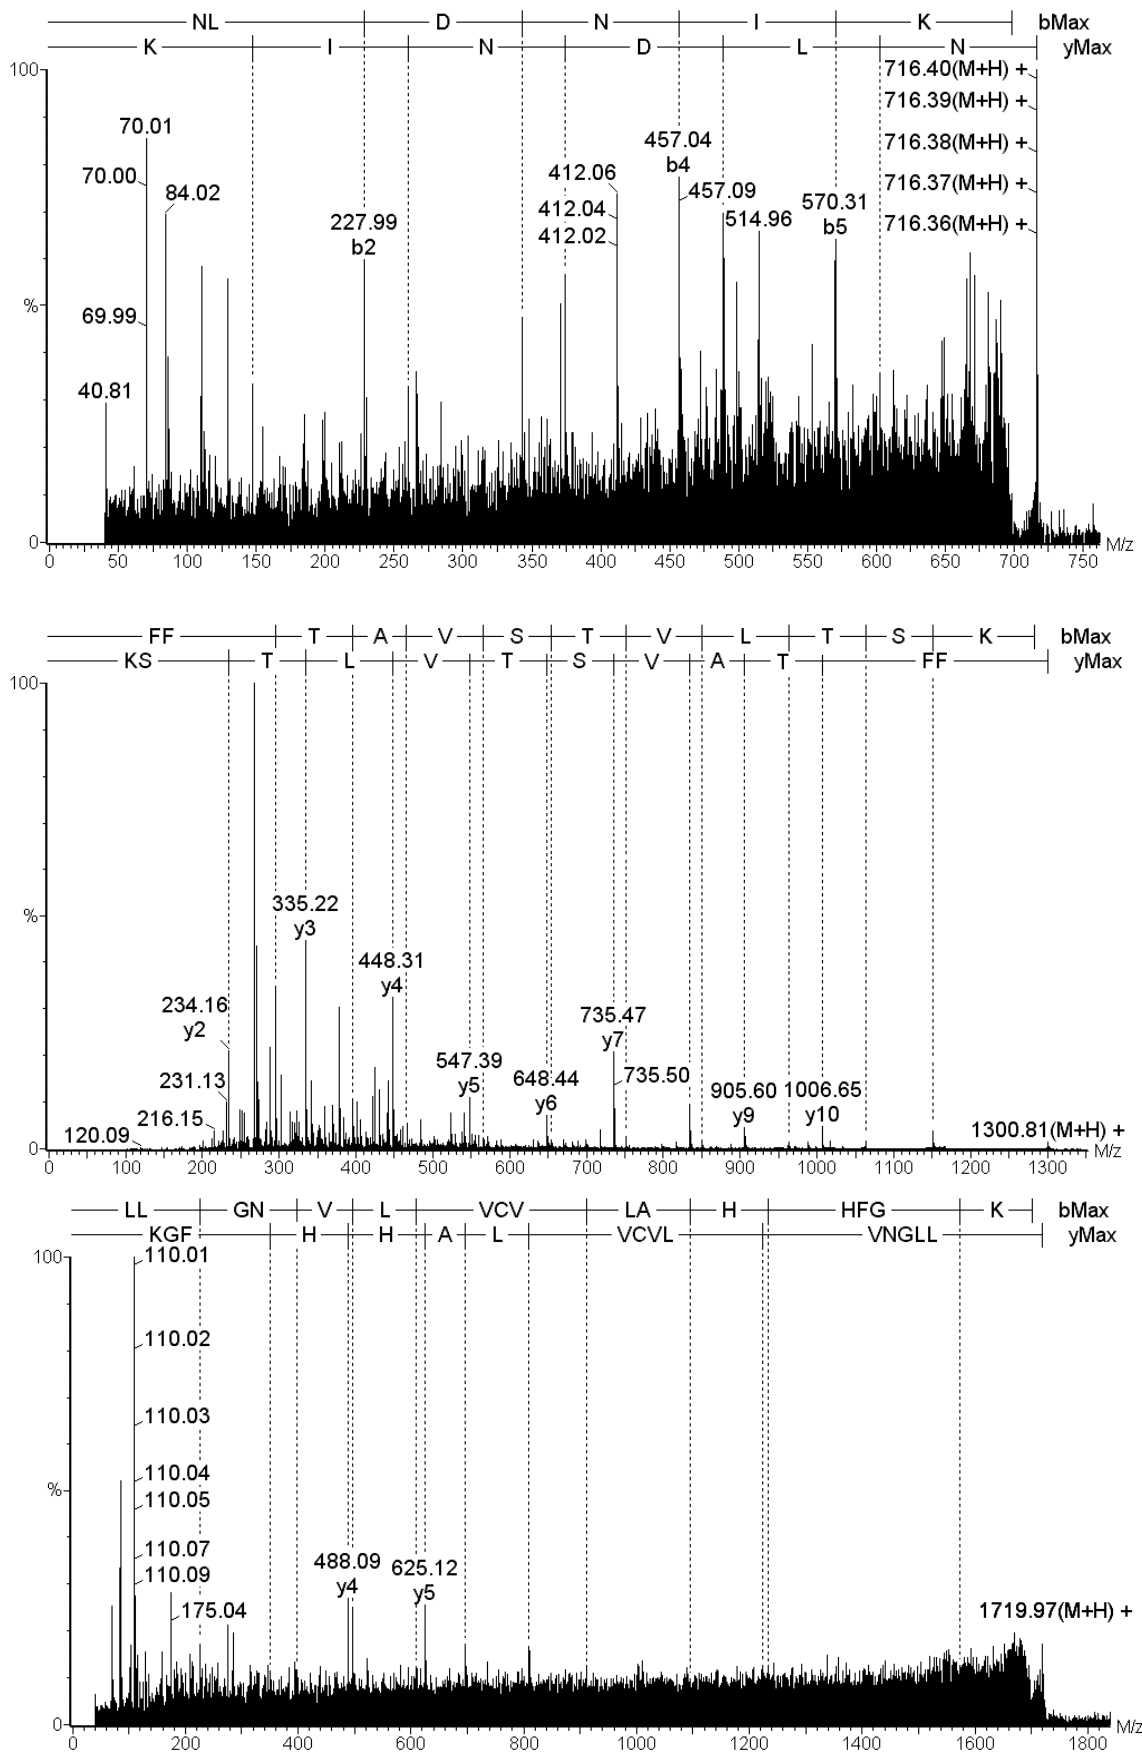 NL D N I K bMax
K I N D L N yMax
100
716.40(M+H) +
716.39(M+H) +
70.01
716.38(M+H) +
457.04
b4
70.00
412.06
716.37(M+H) +
84.02
457.09
412.04
570.31
b5
227.99
b2
514.96
716.36(M+H) +
412.02
%
69.99
40.81
0
M/z
0 50 100 150 200 250 300 350 400 450 500 550 600 650 700 750
FF T A V S T V L T S K bMax
KS T L V T S V A T FF yMax
100
%
335.22
y3
448.31
y4
234.16
y2
735.47
y7
547.39
y5
735.50
231.13
648.44
y6
905.60
y9
1006.65
y10
216.15
120.09
1300.81(M+H) +
0
M/z
0 100 200 300 400 500 600 700 800 900 1000 1100 1200 1300
LL GN V L VCV LA H HFG K bMax
KGF H H A L VCVL VNGLL yMax
100
110.01
110.02
110.03
110.04
%
110.05
110.07
110.09
488.09
y4
625.12
y5
175.04
1719.97(M+H) +
0
M/z
0 200 400 600 800 1000 1200 1400 1600